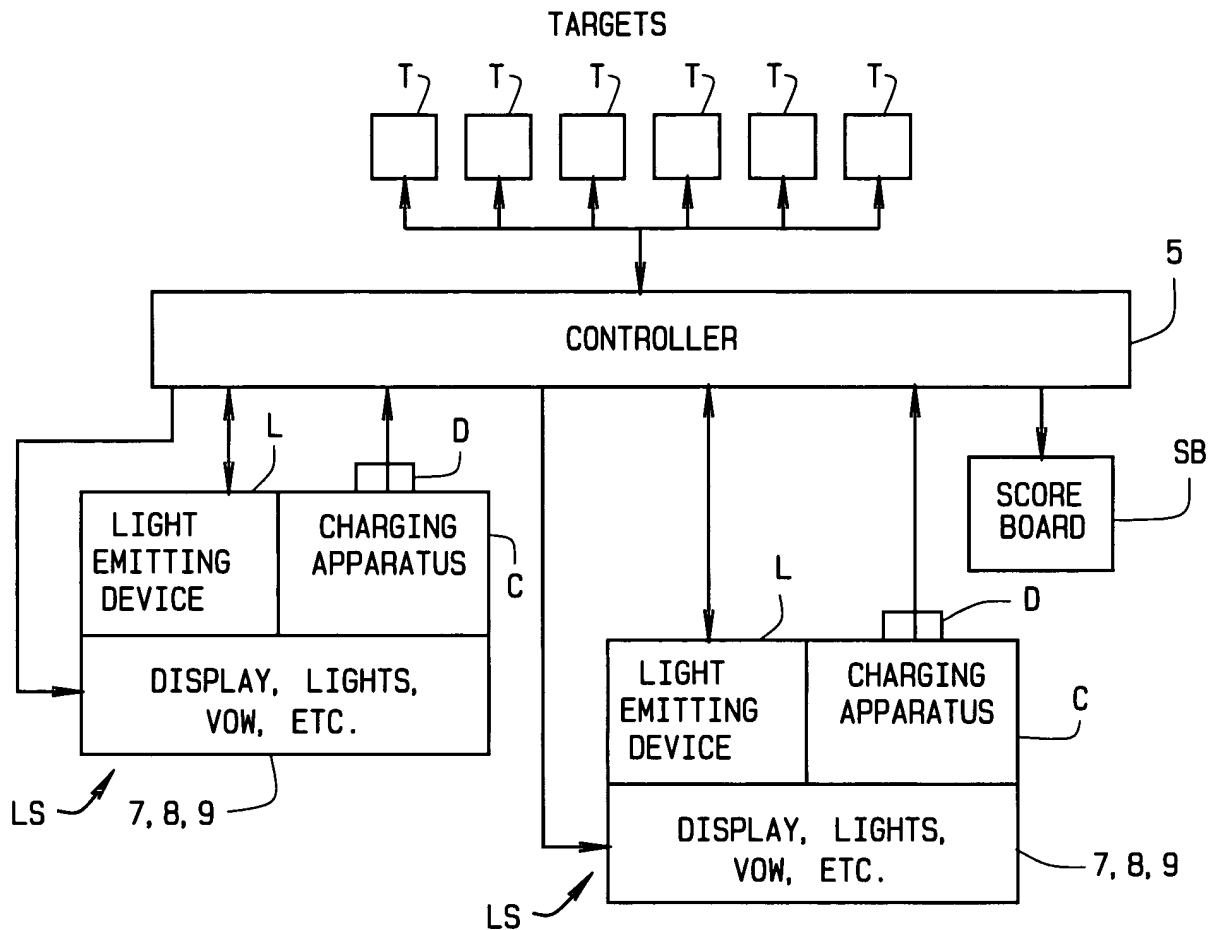 TARGETS
T T T T T T
5
CONTROLLER
L
D
SB
SCORE
BOARD
LIGHT
EMITTING
DEVICE
CHARGING
APPARATUS
C
DISPLAY, LIGHTS,
VOW, ETC.
LS
7, 8, 9
L
D
LIGHT
EMITTING
DEVICE
CHARGING
APPARATUS
C
DISPLAY, LIGHTS,
VOW, ETC.
LS
7, 8, 9